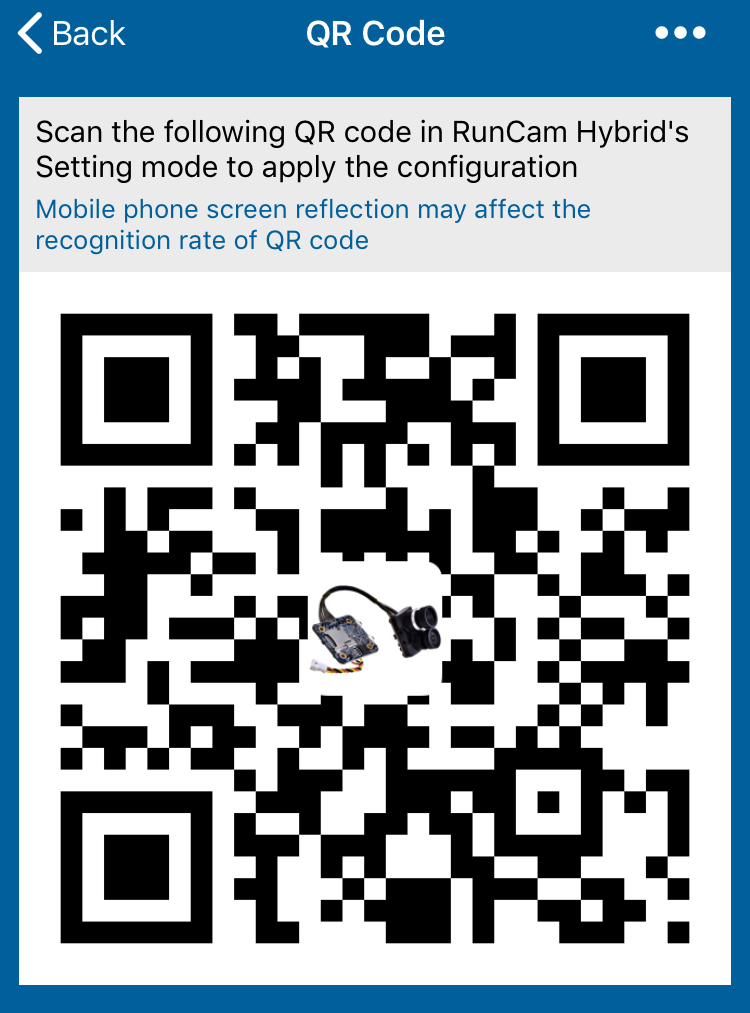 Back
QR Code
Scan the following QR code in RunCam Hybrid's
Setting mode to apply the configuration
Mobile phone screen reflection may affect the
recognition rate of QR code